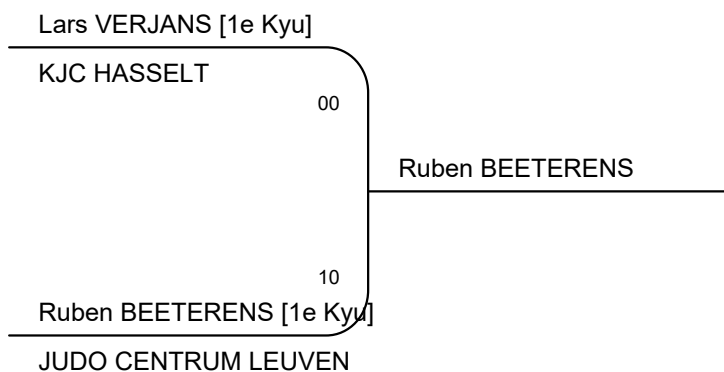 Lars VERJANS [1e Kyu]
KJC HASSELT
00
Ruben BEETERENS
10
Ruben BEETERENS [1e Kyu]
JUDO CENTRUM LEUVEN